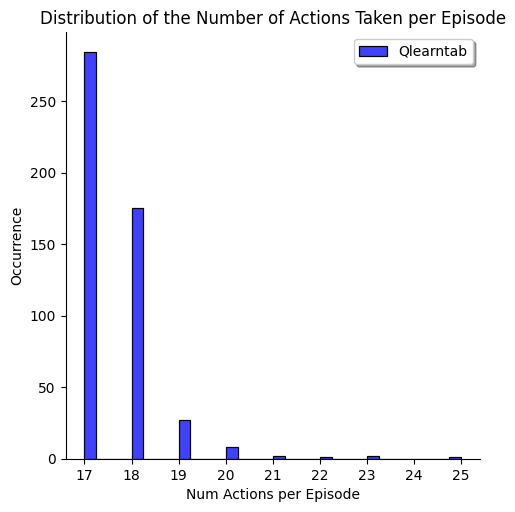 Distribution of the Number of Actions Taken per Episode
Qlearntab
Occurrence
250
200
150
100
50
0
17 18 19 20 21 22 23 24 25
Num Actions per Episode